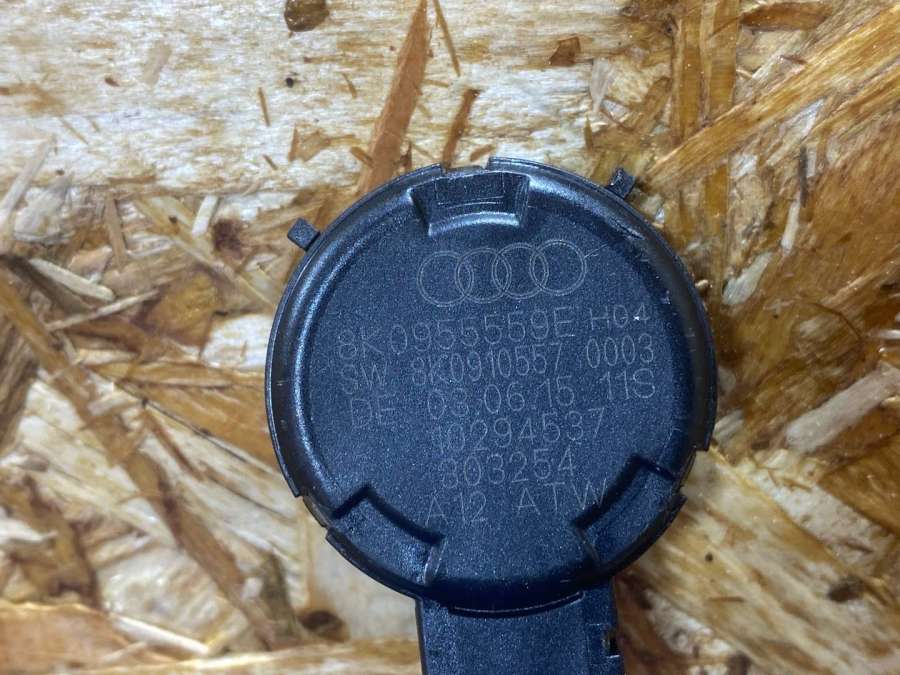 8K0955559E H04
SW 8K0910557 0003
DE 03.06.15 11S
10294537
803254
A12 ATW